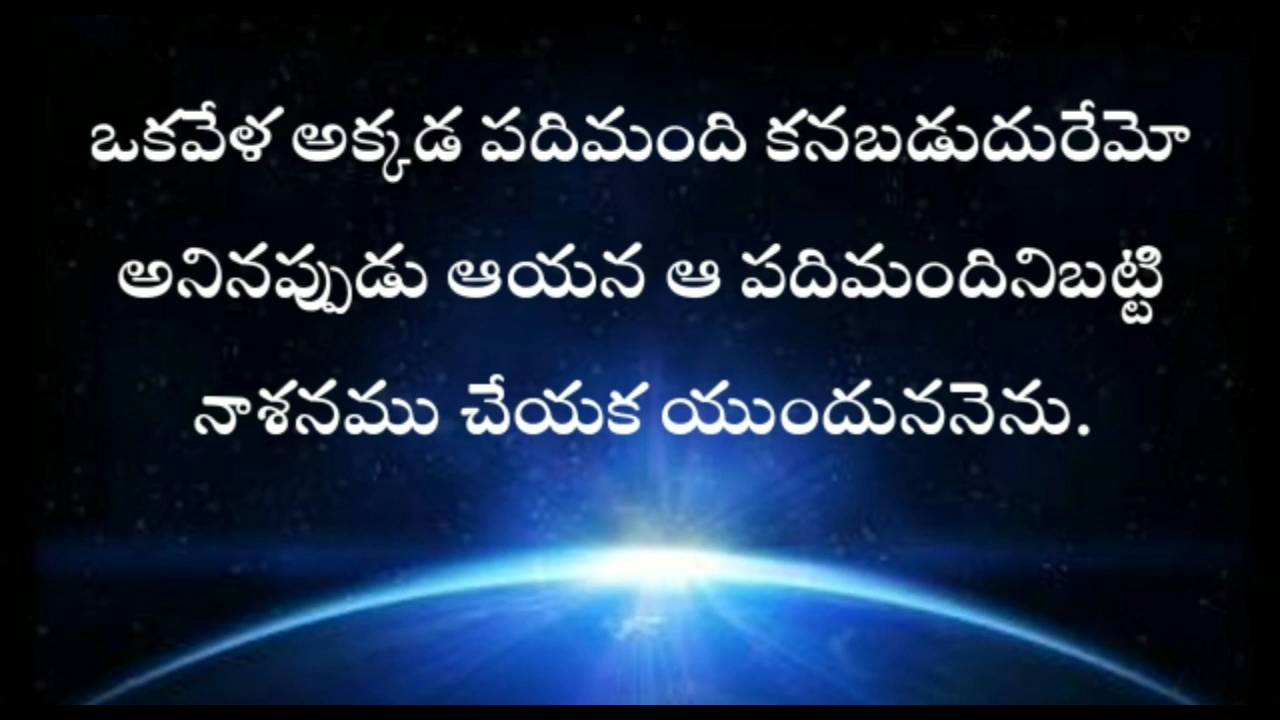 ఒకవేళ అక్కడ పదిమంది కనబడుదురేమో
అనినప్పుడు ఆయన ఆ పదిమందినిబట్టి
నాశనము చేయక యుందుననెను.